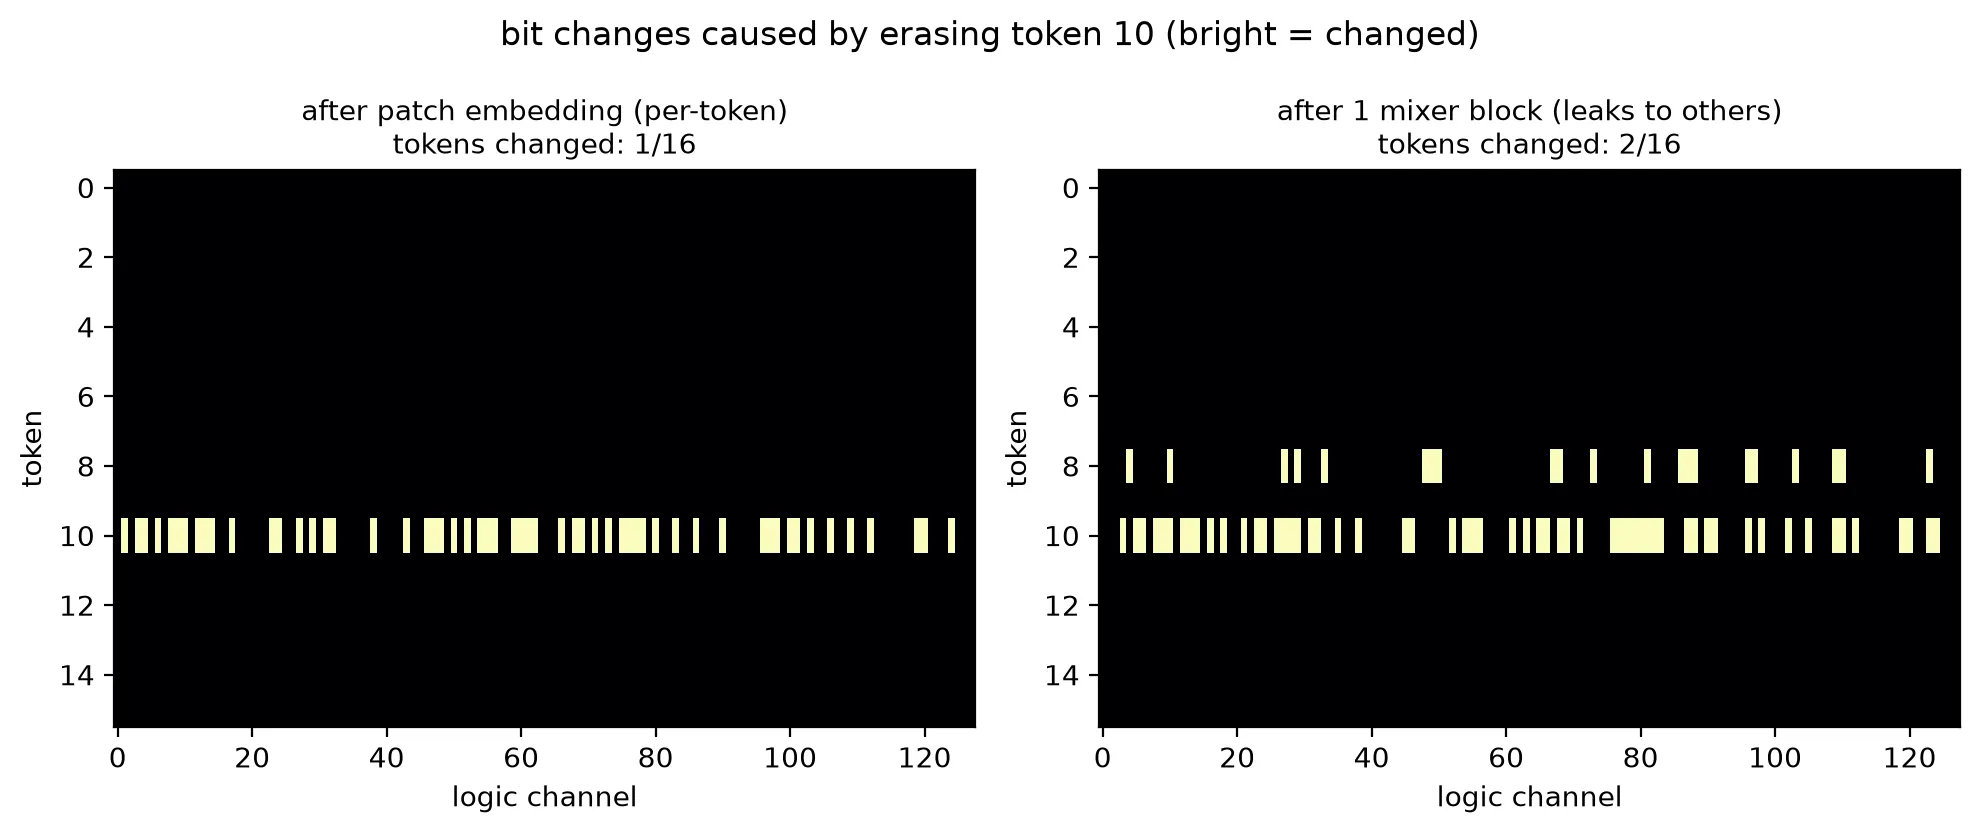 bit changes caused by erasing token 10 (bright = changed)
after patch embedding (per-token)
tokens changed: 1/16
token
0
2
4
6
8
10
12
14
0 20 40 60 80 100 120
logic channel
after 1 mixer block (leaks to others)
tokens changed: 2/16
token
0
2
4
6
8
10
12
14
0 20 40 60 80 100 120
logic channel